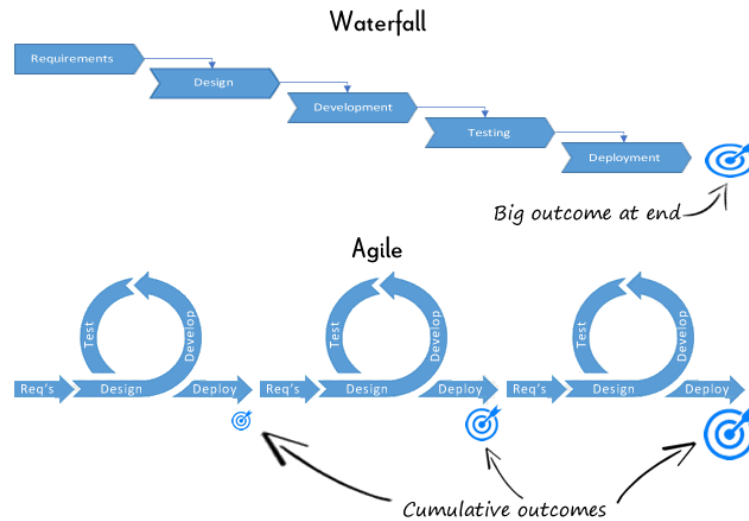 Waterfall
Requirements
Design
Development
Testing
Deployment
Big outcome at end
Agile
Test
Develop
Req's
Design
Deploy
Test
Develop
Req's
Design
Deploy
Test
Develop
Req's
Design
Deploy
Cumulative outcomes